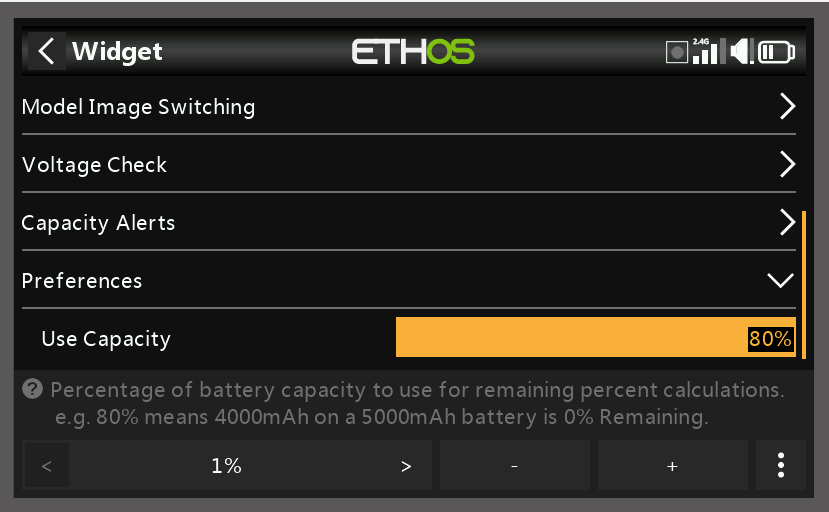 Widget
ETHOS
2.4G
Model Image Switching
Voltage Check
Capacity Alerts
Preferences
Use Capacity 80%
? Percentage of battery capacity to use for remaining percent calculations.
e.g. 80% means 4000mAh on a 5000mAh battery is 0% Remaining.
< 1% > - +